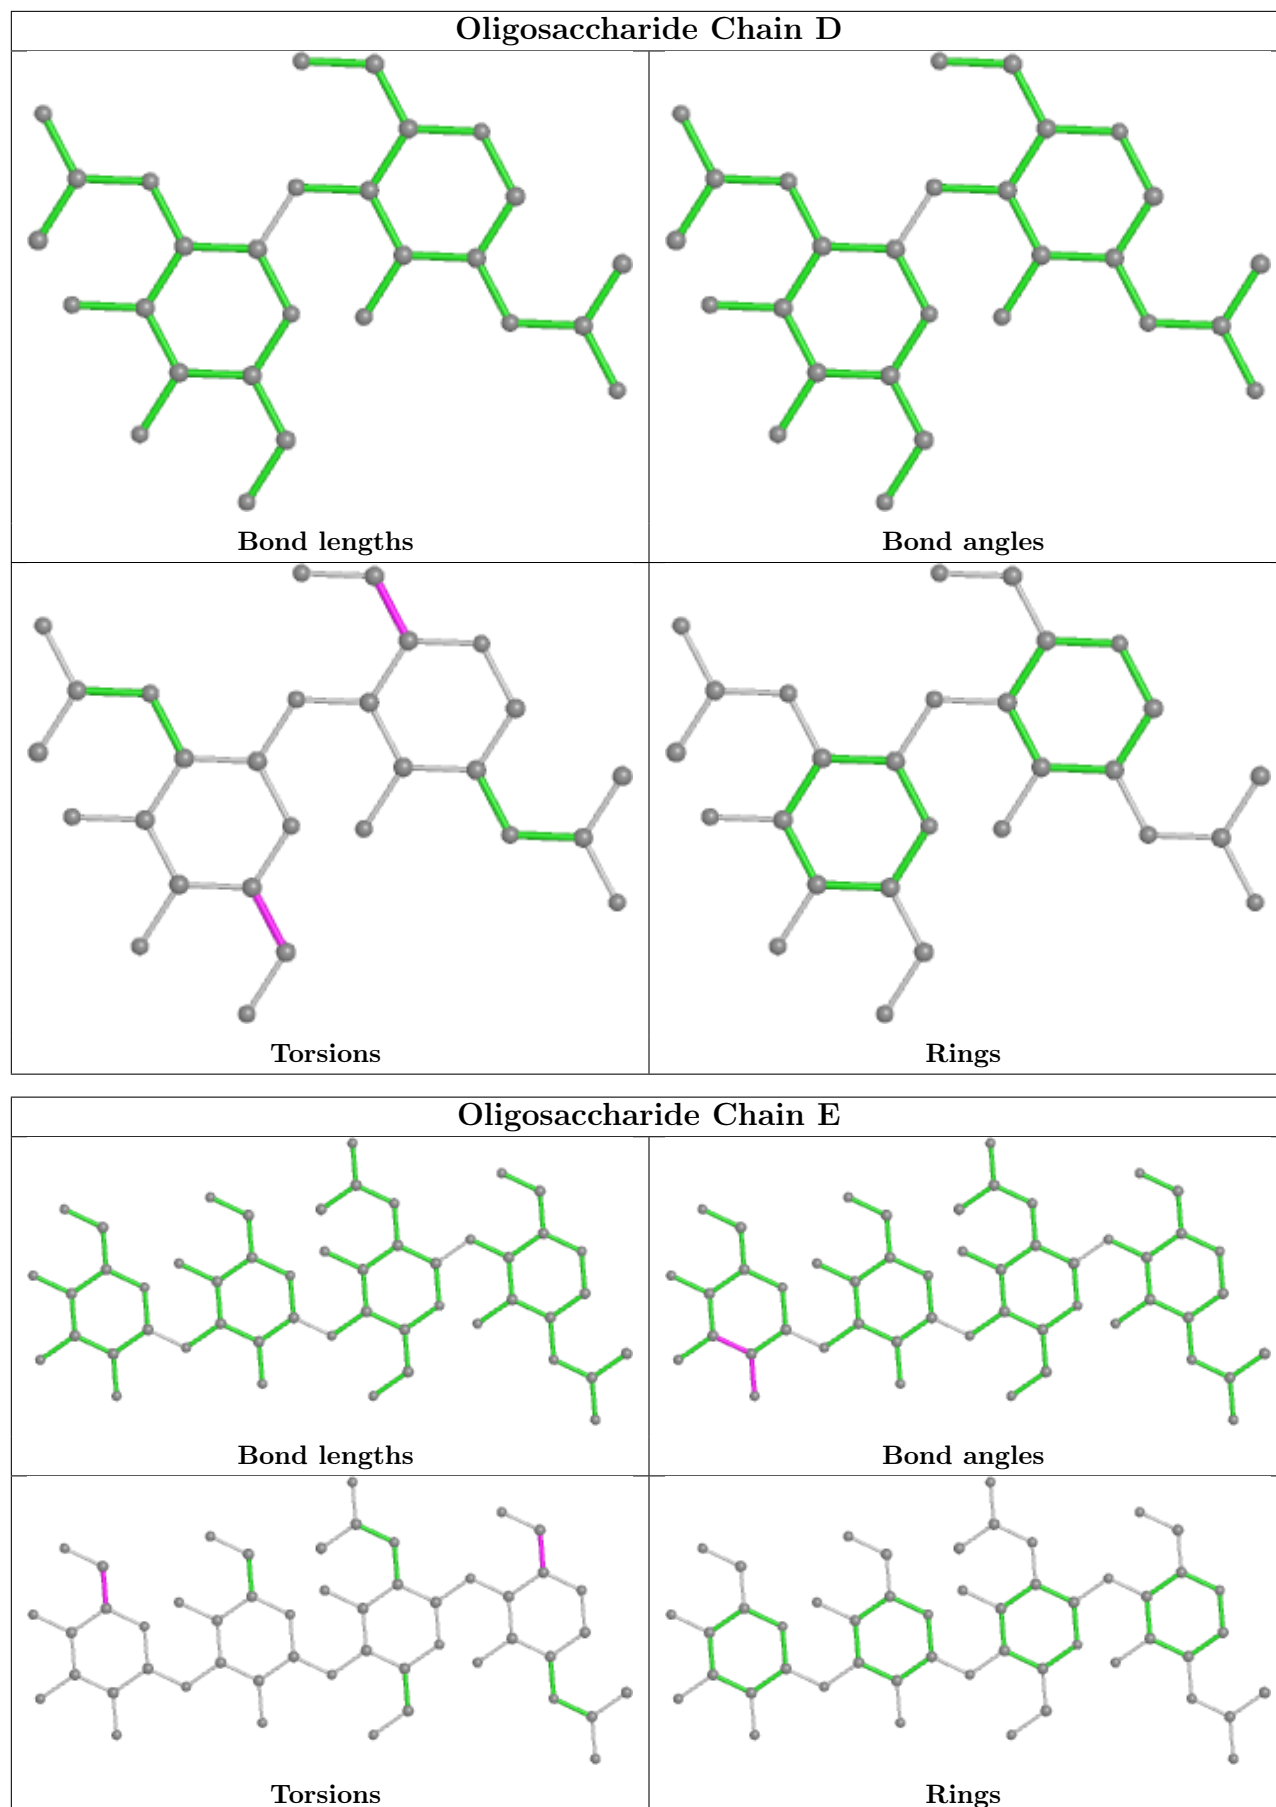 Oligosaccharide Chain D
Bond lengths
Bond angles
Torsions
Rings
Oligosaccharide Chain E
Bond lengths
Bond angles
Torsions
Rings